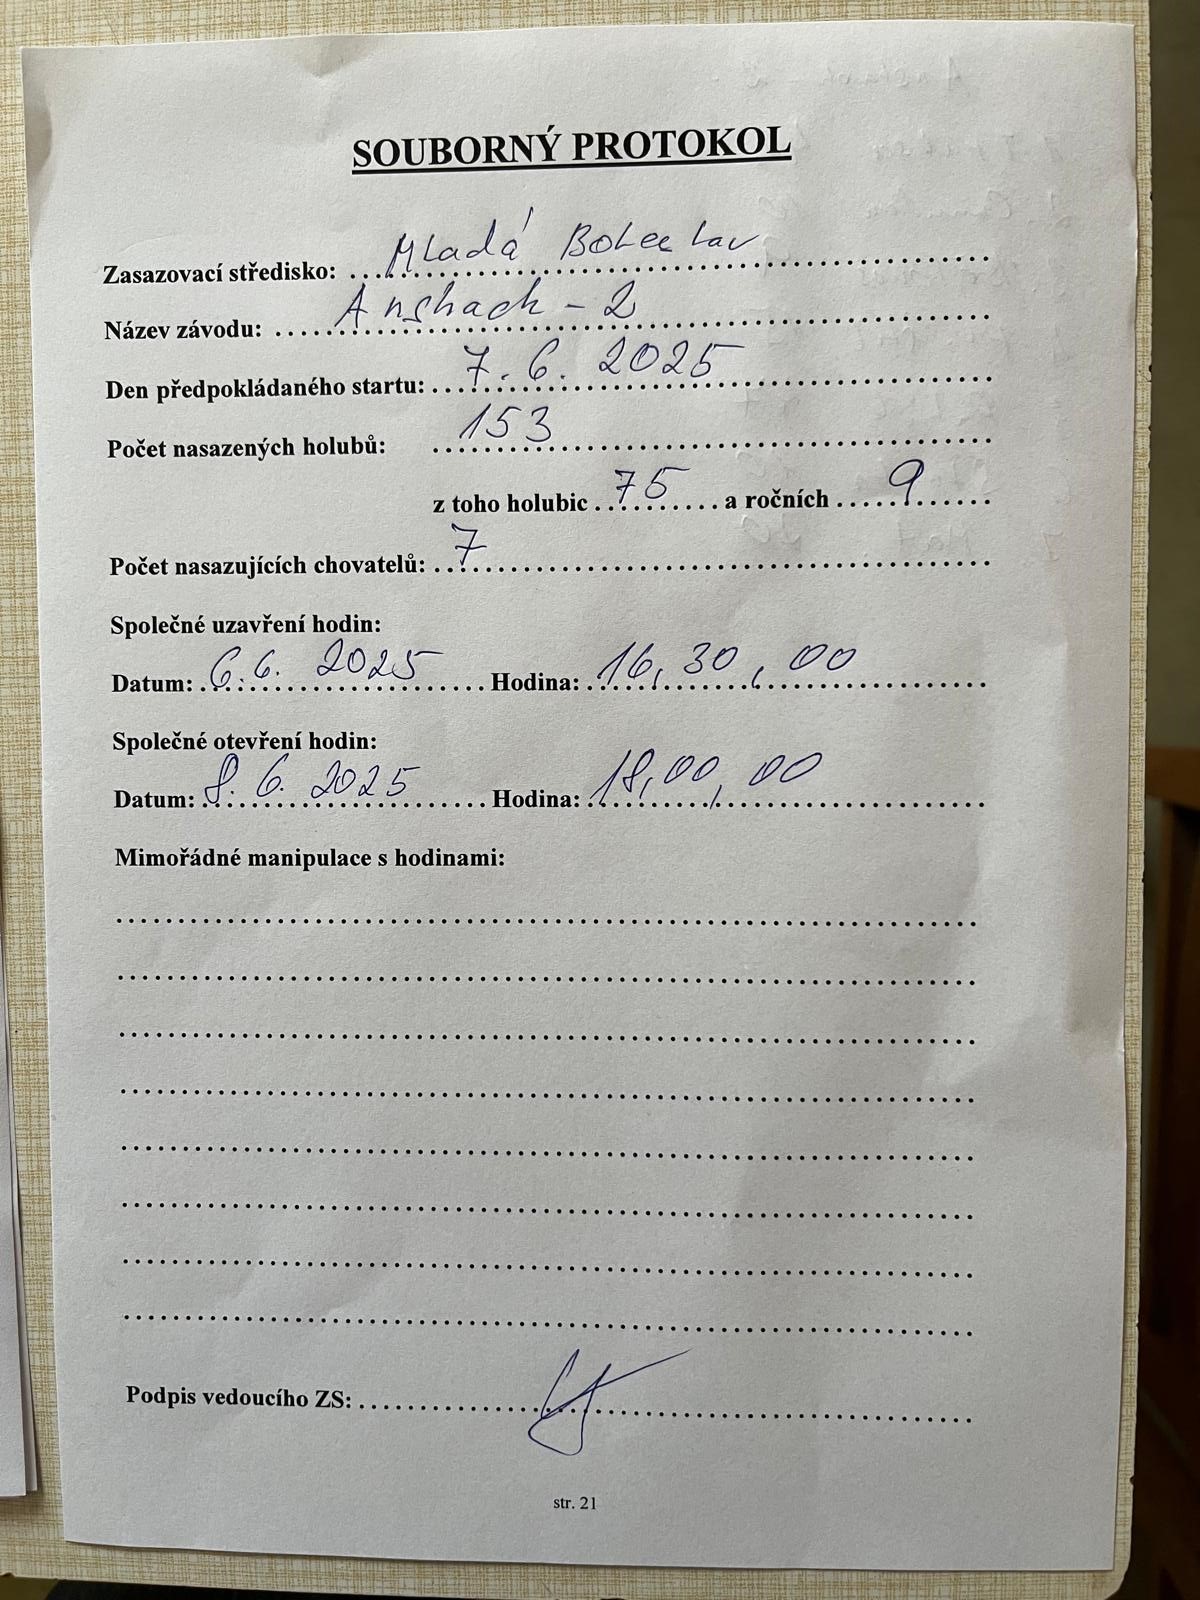 SOUBORNÝ PROTOKOL
Zasazovací středisko: Mladá Boleslav
Název závodu: Ansbach - 2
Den předpokládaného startu: 7. 6. 2025
Počet nasazených holubů: 153
z toho holubic 75 a ročních 9
Počet nasazujících chovatelů: 7
Společné uzavření hodin:
Datum: 6. 6. 2025 Hodina: 16,30,00
Společné otevření hodin:
Datum: 8. 6. 2025 Hodina: 18,00,00
Mimořádné manipulace s hodinami:
Podpis vedoucího ZS:
str. 21